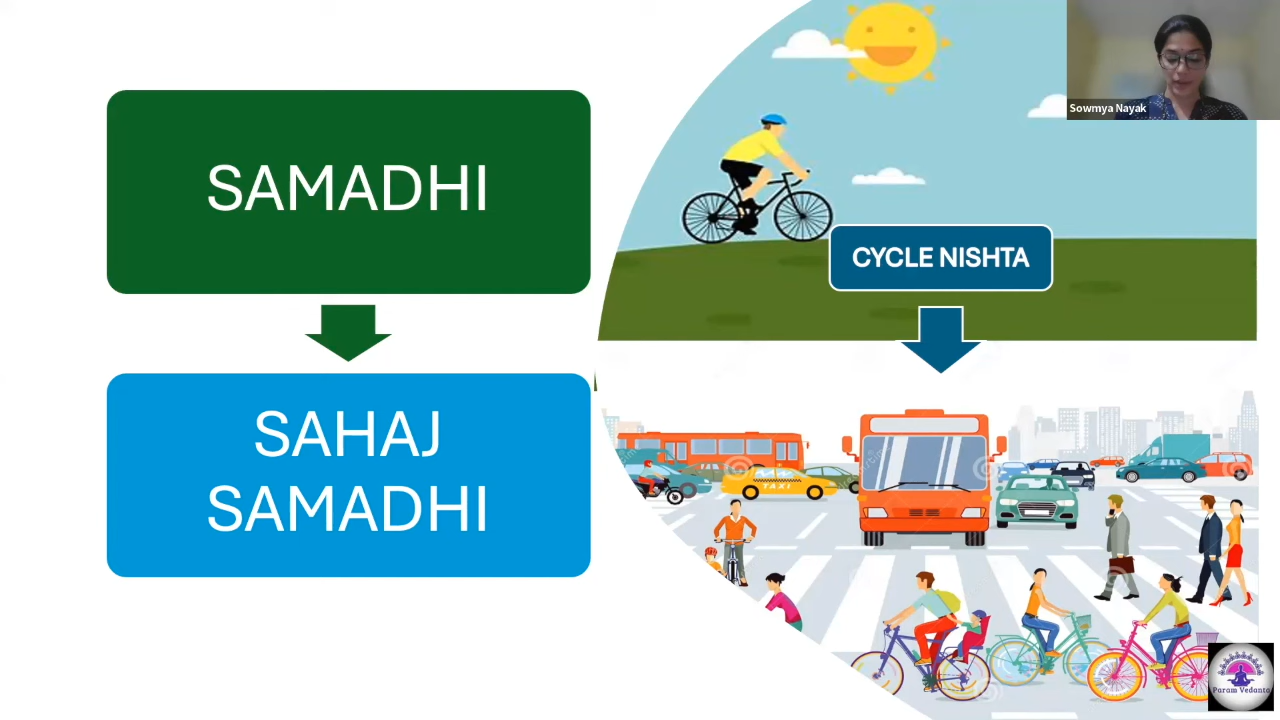 SAMADHI
SAHAJ
SAMADHI
CYCLE NISHTA
Sowmya Nayak
TAXI
Param Vedanta